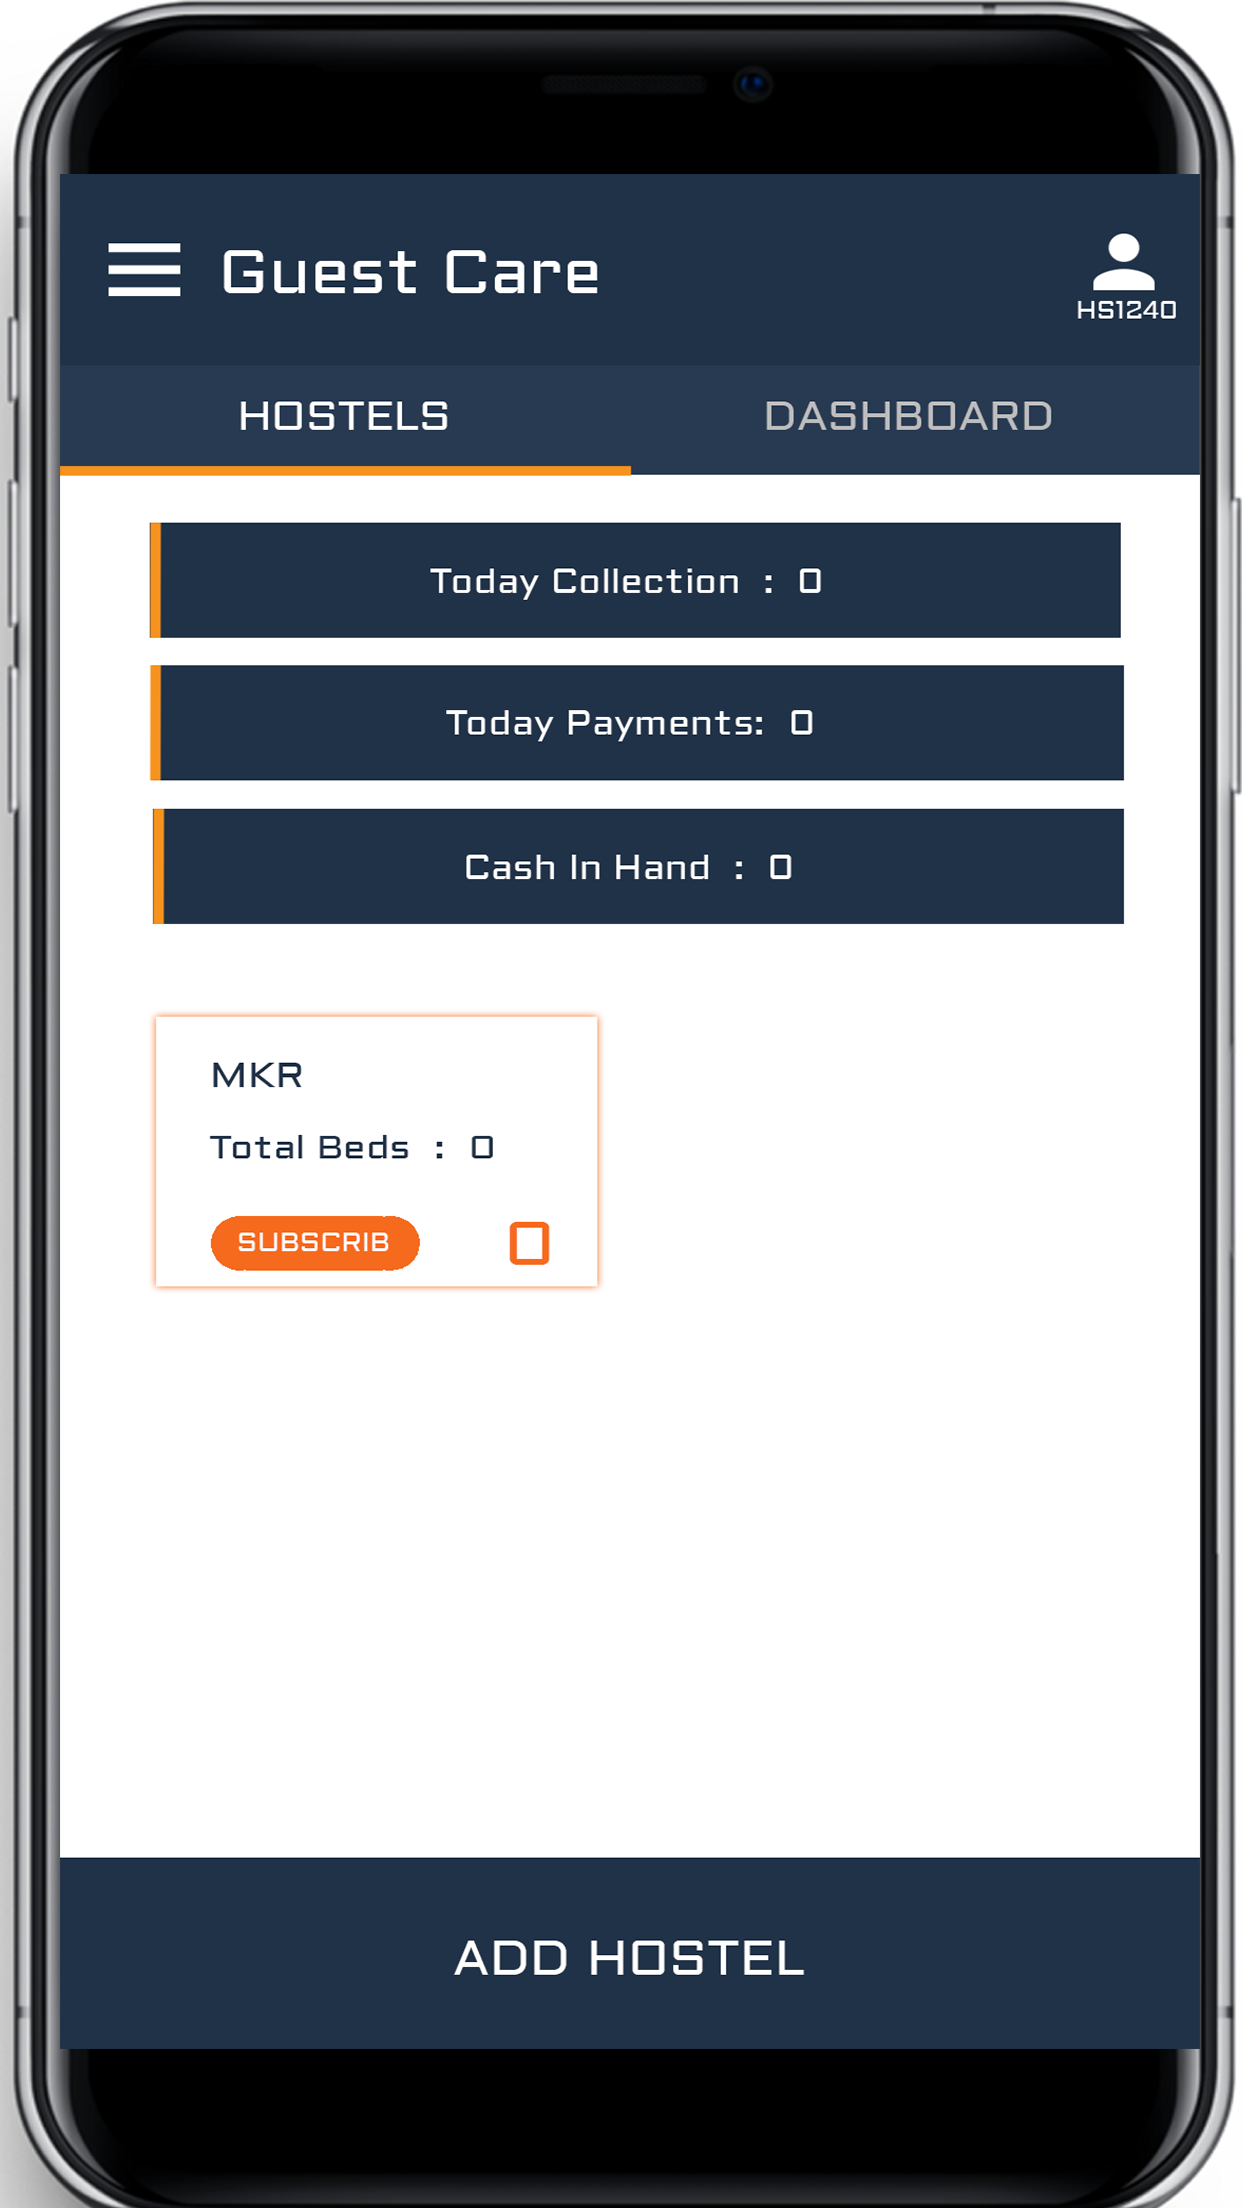 Guest Care
HS1240
HOSTELS DASHBOARD
Today Collection : 0
Today Payments: 0
Cash In Hand : 0
MKR
Total Beds : 0
SUBSCRIB
ADD HOSTEL